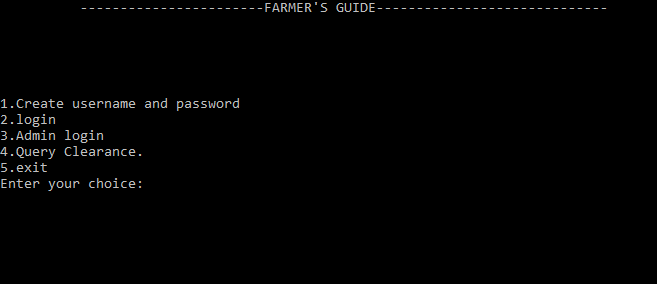 -----------------------FARMER'S GUIDE-----------------------------
1.Create username and password
2.login
3.Admin login
4.Query Clearance.
5.exit
Enter your choice: